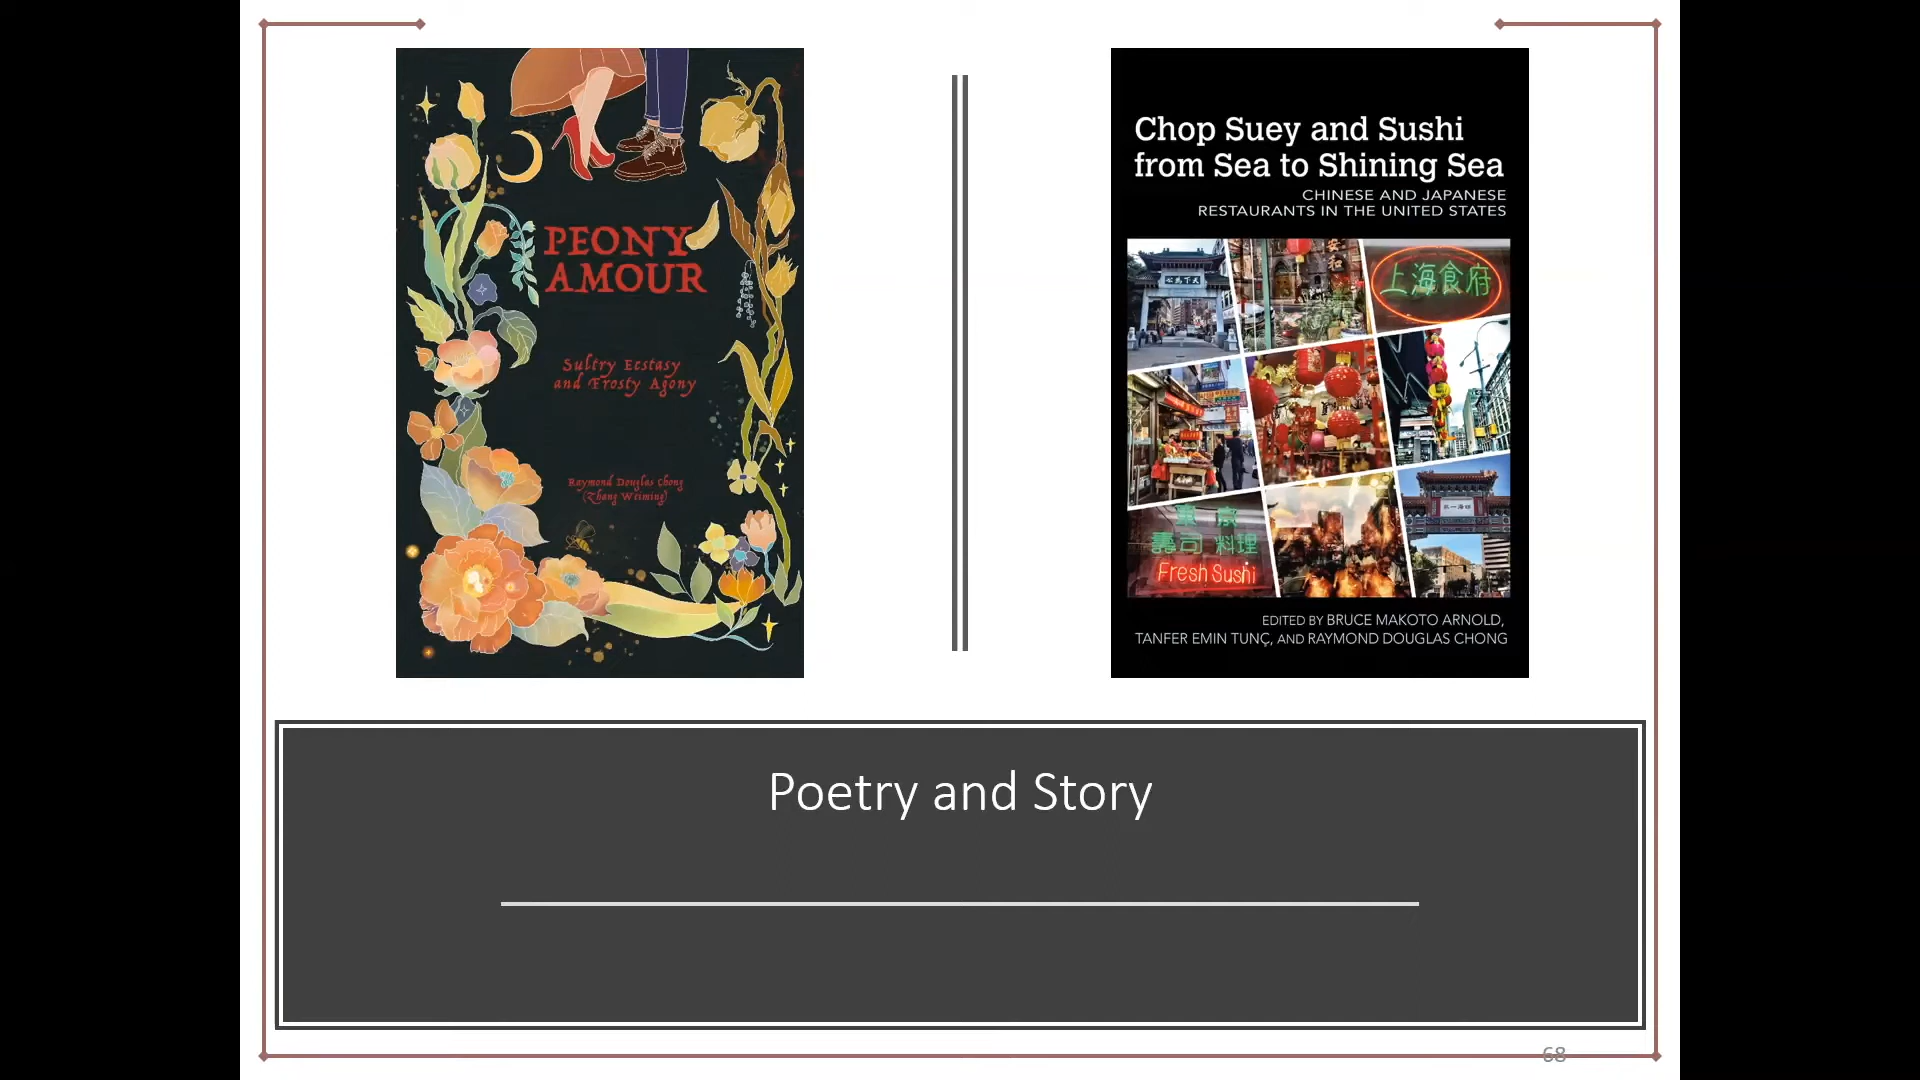 PEONY
AMOUR
Sultry Ecstasy
and Frosty Agony
Raymond Douglas Chong
(Zhang Weiming)
Chop Suey and Sushi
from Sea to Shining Sea
CHINESE AND JAPANESE
RESTAURANTS IN THE UNITED STATES
上海食府
壽司 料理
Fresh Sushi
EDITED BY BRUCE MAKOTO ARNOLD,
TANFER EMIN TUNÇ, AND RAYMOND DOUGLAS CHONG
Poetry and Story
68